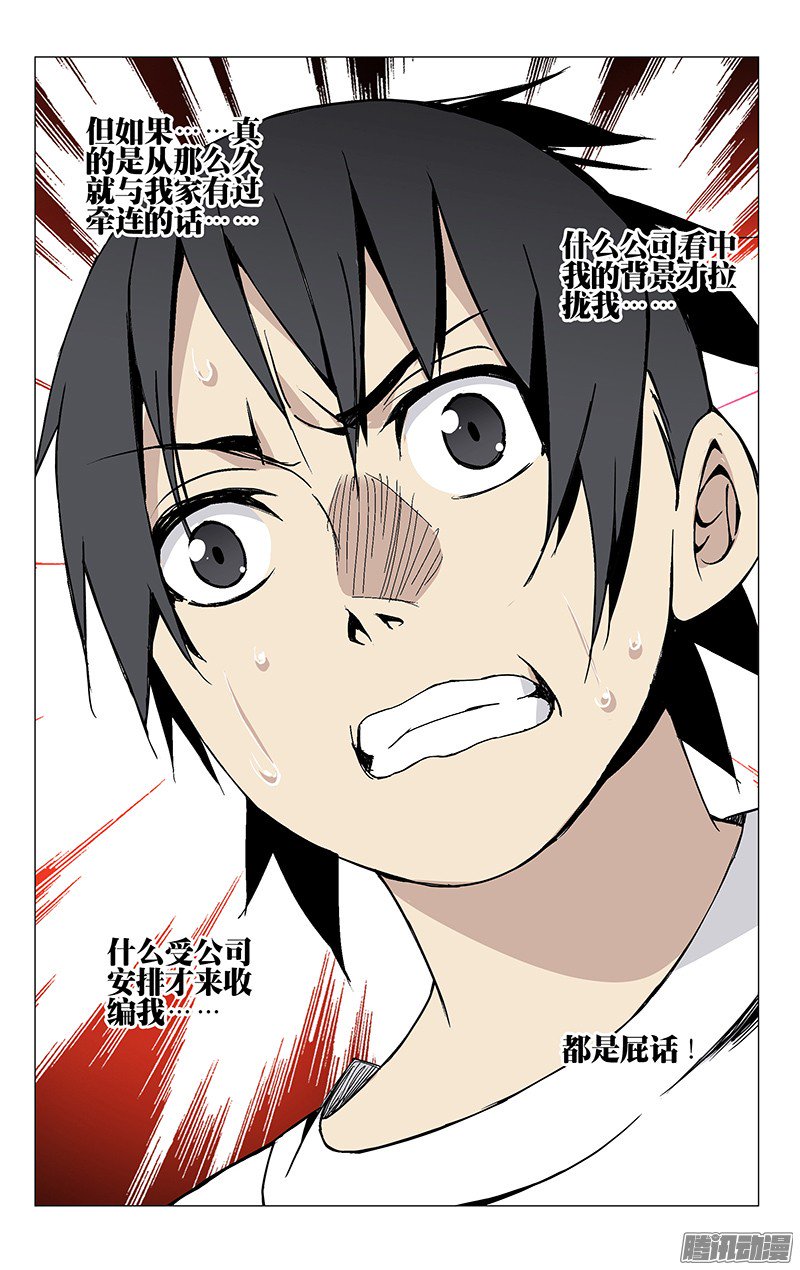 但如果……真
的是从那么久
就与我家有过
牵连的话……
什么公司看中
我的背景才拉
拢我……
什么受公司
安排才来收
编我……
都是屁话！
腾讯动漫